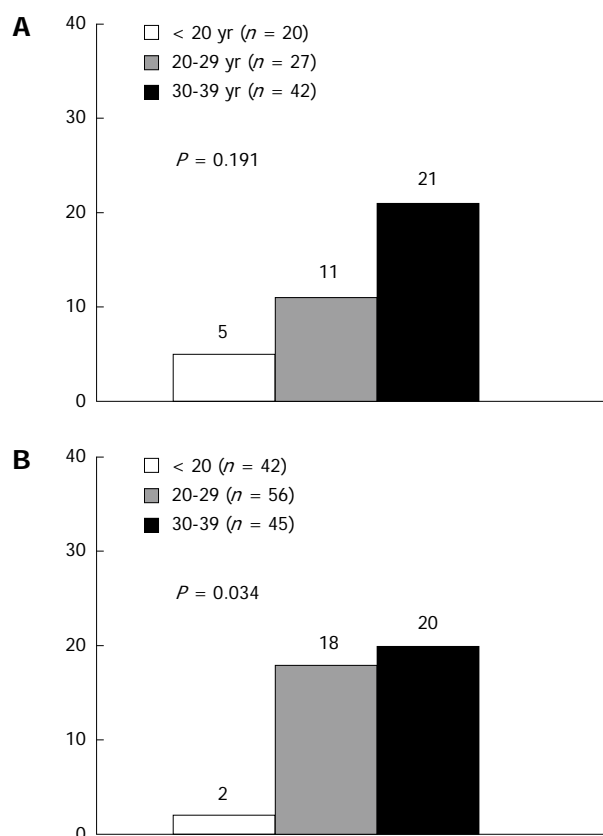 A
40
30
20
10
0
< 20 yr (n = 20)
20-29 yr (n = 27)
30-39 yr (n = 42)
P = 0.191
5
11
21
B
40
30
20
10
0
< 20 (n = 42)
20-29 (n = 56)
30-39 (n = 45)
P = 0.034
2
18
20